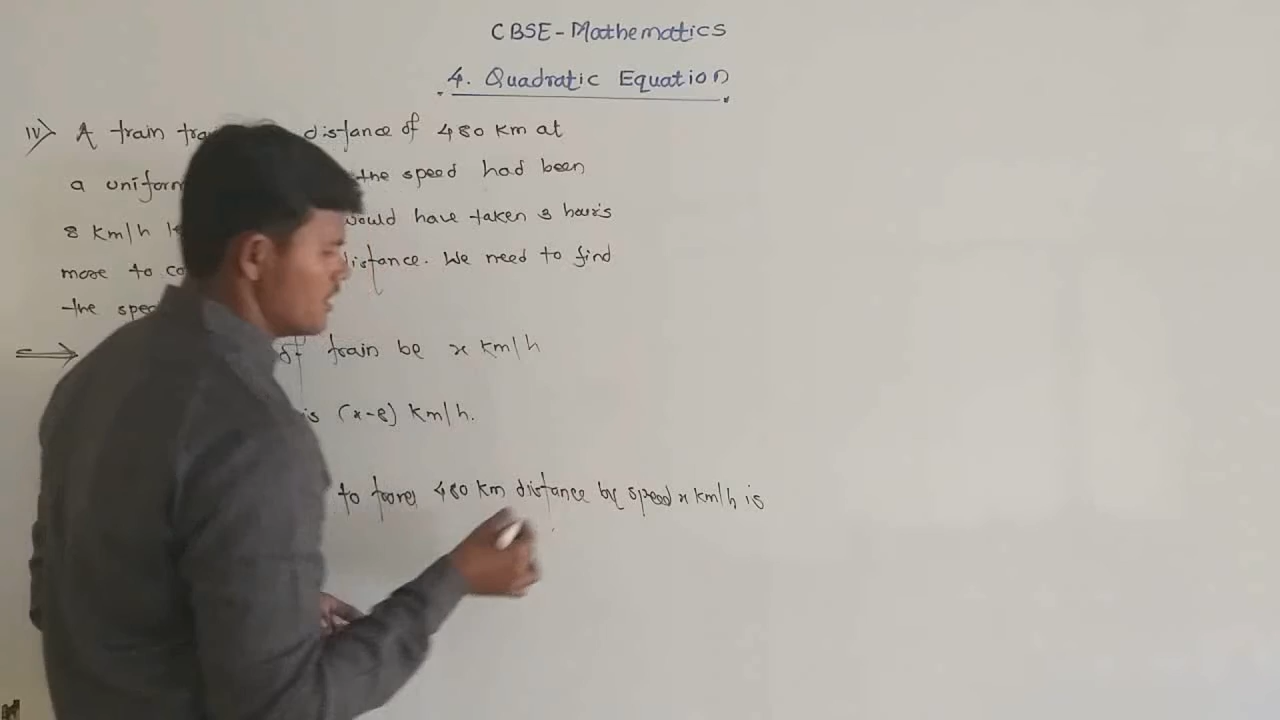 CBSE-Mathematics
4. Quadratic Equation
IV) A train distance of 480 km at
a uniform the speed had been
8 km/h would have taken 3 hours
more to distance. We need to find
the
⇒ of train be x km/h
is (x-8) km/h.
to 480 km distance by speed x km/h is